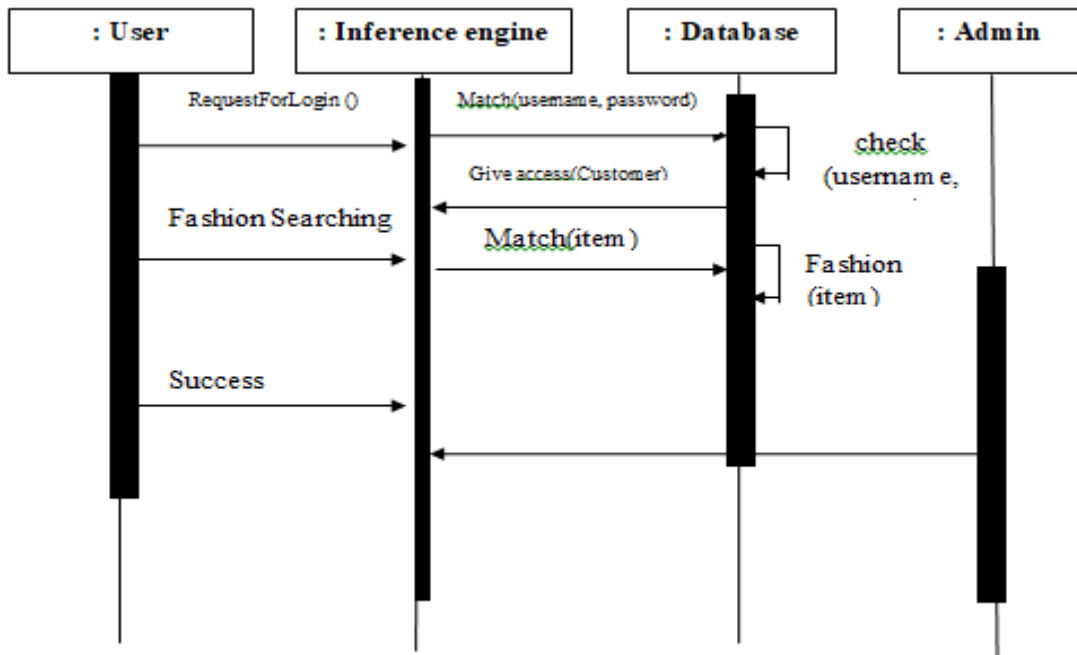 : User
: Inference engine
: Database
: Admin
RequestForLogin ()
Match(username, password)
check
(username,
Give access(Customer)
Fashion Searching
Match(item)
Fashion
(item)
Success